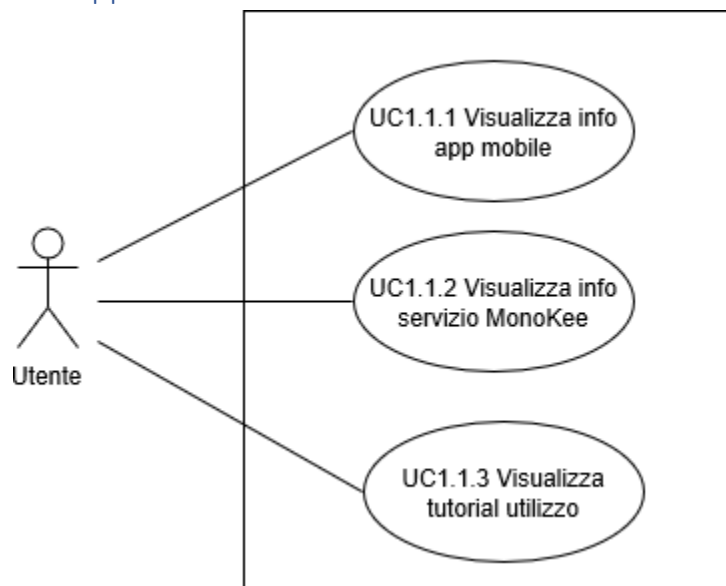 UC1.1.1 Visualizza info
app mobile
UC1.1.2 Visualizza info
servizio MonoKee
Utente
UC1.1.3 Visualizza
tutorial utilizzo